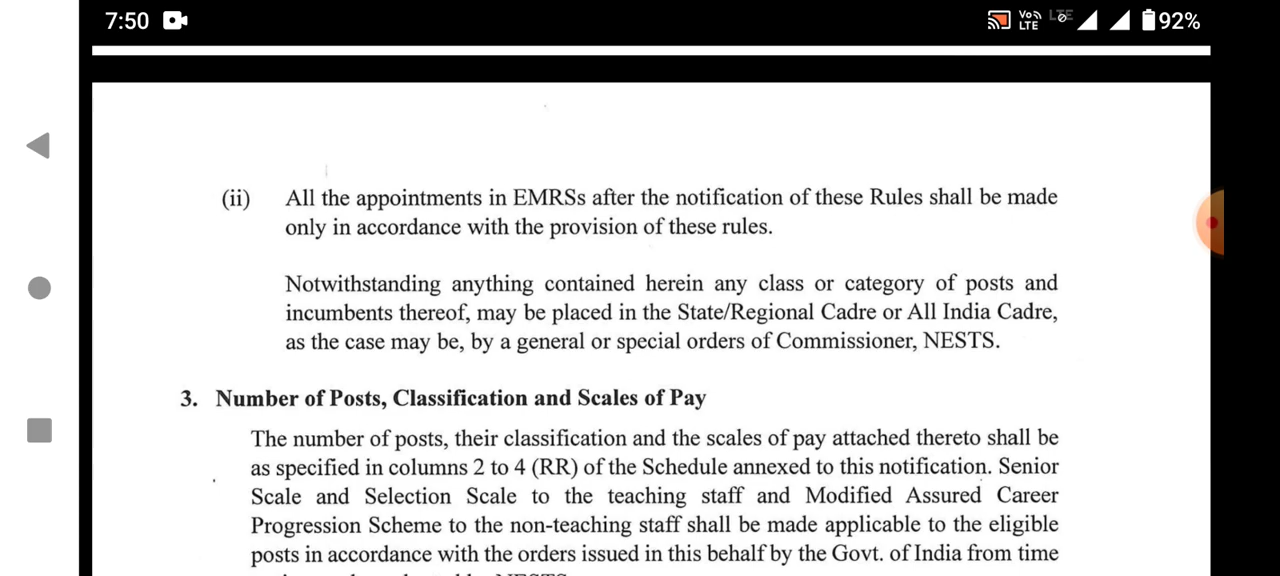 7:50
Vo
LTE
LTE
92%
(ii) All the appointments in EMRSs after the notification of these Rules shall be made
only in accordance with the provision of these rules.
Notwithstanding anything contained herein any class or category of posts and
incumbents thereof, may be placed in the State/Regional Cadre or All India Cadre,
as the case may be, by a general or special orders of Commissioner, NESTS.
3. Number of Posts, Classification and Scales of Pay
The number of posts, their classification and the scales of pay attached thereto shall be
as specified in columns 2 to 4 (RR) of the Schedule annexed to this notification. Senior
Scale and Selection Scale to the teaching staff and Modified Assured Career
Progression Scheme to the non-teaching staff shall be made applicable to the eligible
posts in accordance with the orders issued in this behalf by the Govt. of India from time